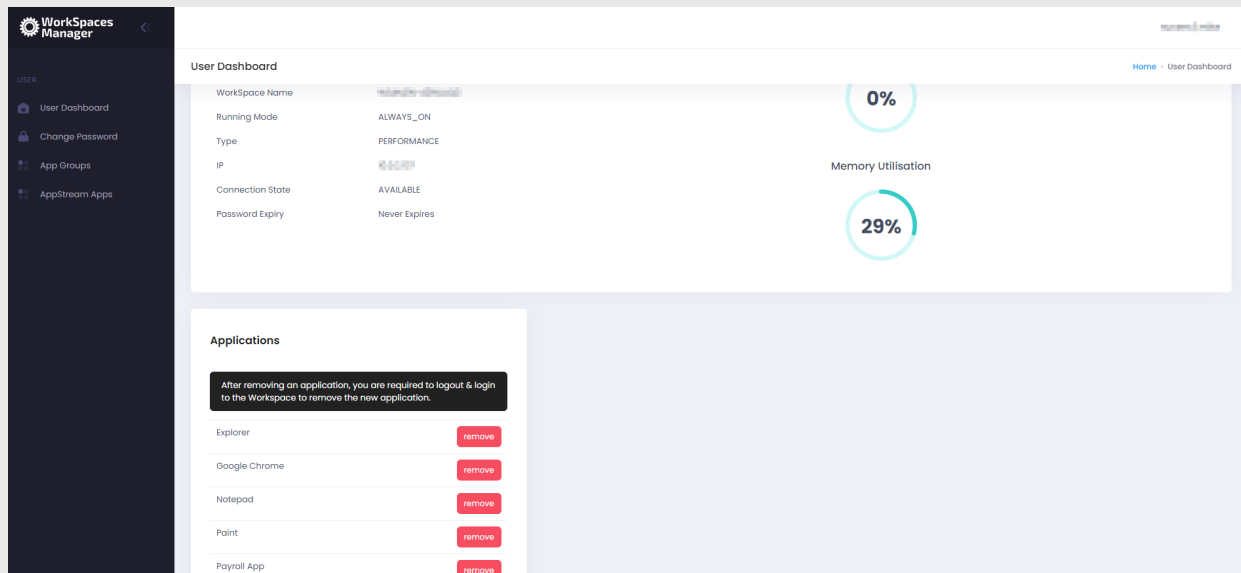 WorkSpaces
Manager
User Dashboard
Home - User Dashboard
USER
User Dashboard
Change Password
App Groups
AppStream Apps
WorkSpace Name
Running Mode ALWAYS_ON
Type PERFORMANCE
IP
Connection State AVAILABLE
Password Expiry Never Expires
0%
Memory Utilisation
29%
Applications
After removing an application, you are required to logout & login
to the Workspace to remove the new application.
Explorer remove
Google Chrome remove
Notepad remove
Paint remove
Payroll App remove